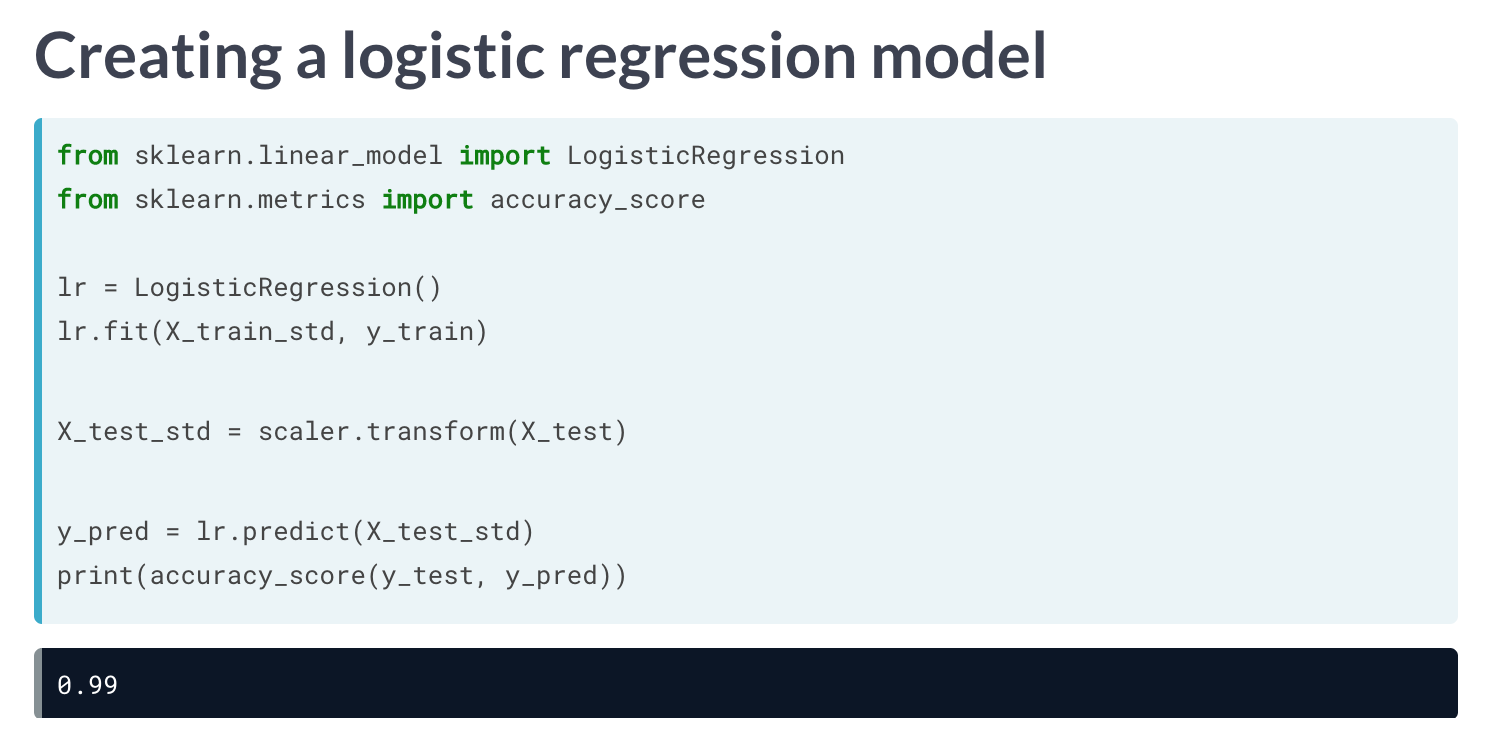 Creating a logistic regression model
from sklearn.linear_model import LogisticRegression
from sklearn.metrics import accuracy_score
lr = LogisticRegression()
lr.fit(X_train_std, y_train)
X_test_std = scaler.transform(X_test)
y_pred = lr.predict(X_test_std)
print(accuracy_score(y_test, y_pred))
0.99